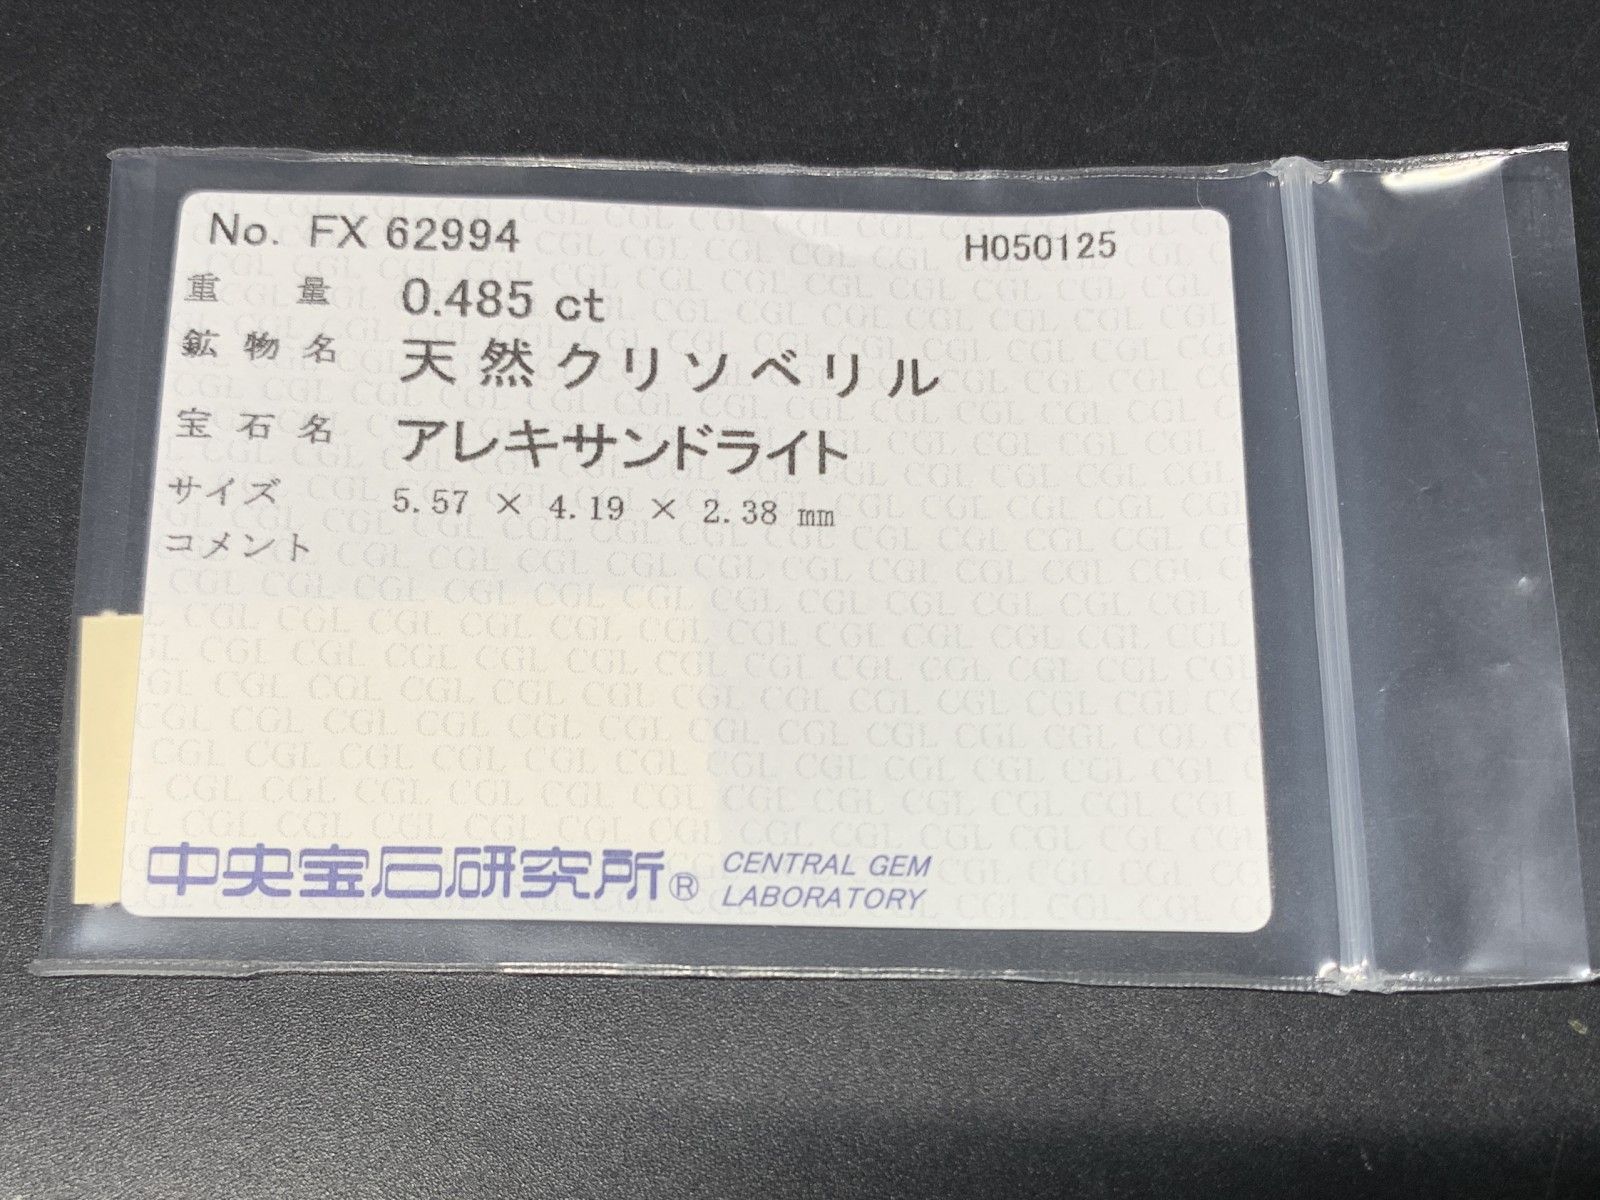 No. FX 62994 H050125
重量 0.485 ct
鉱物名 天然クリソベリル
宝石名 アレキサンドライト
サイズ 5.57 × 4.19 × 2.38 ㎜
コメント
中央宝石研究所® CENTRAL GEM
LABORATORY